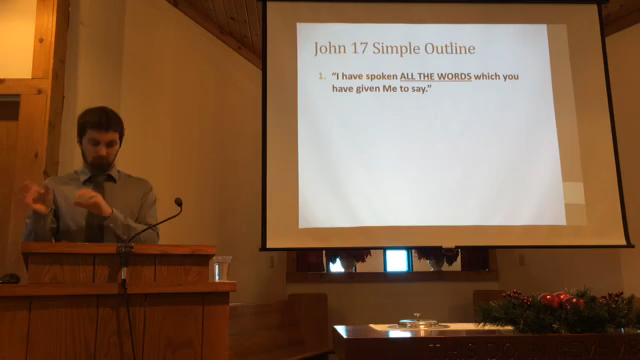 John 17 Simple Outline
1. “I have spoken ALL THE WORDS which you
have given Me to say.”